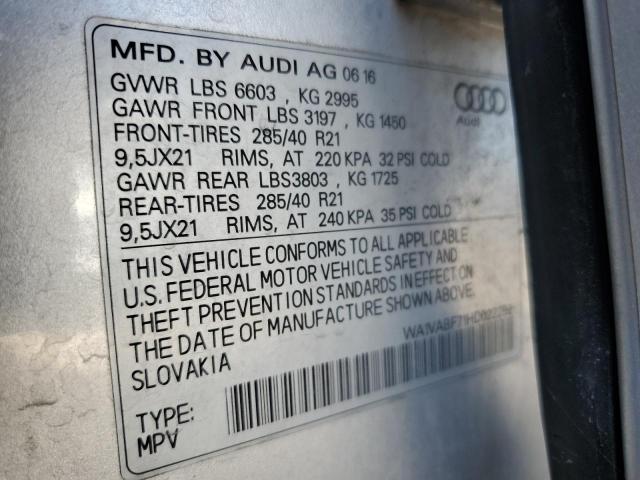 MFD. BY AUDI AG 06 16
GVWR LBS 6603 , KG 2995
GAWR FRONT LBS 3197 , KG 1450
FRONT-TIRES 285/40 R21
9,5JX21 RIMS, AT 220 KPA 32 PSI COLD
GAWR REAR LBS3803 , KG 1725
REAR-TIRES 285/40 R21
9,5JX21 RIMS, AT 240 KPA 35 PSI COLD
Audi
THIS VEHICLE CONFORMS TO ALL APPLICABLE
U.S. FEDERAL MOTOR VEHICLE SAFETY AND
THEFT PREVENTION STANDARDS IN EFFECT ON
THE DATE OF MANUFACTURE SHOWN ABOVE.
SLOVAKIA
TYPE:
MPV